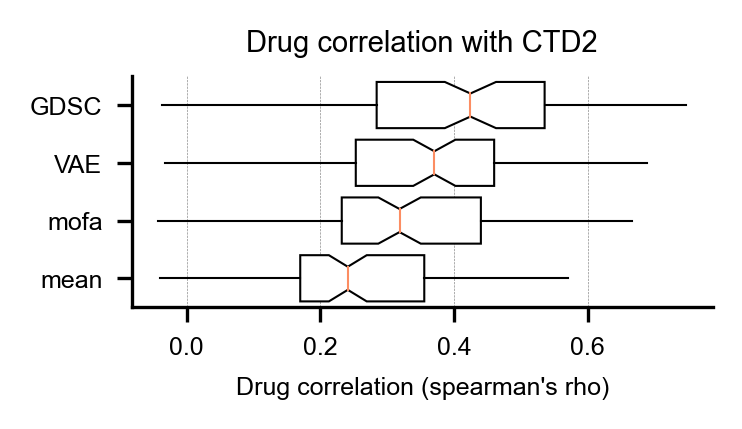 Drug correlation with CTD2
GDSC
VAE
mofa
mean
0.0 0.2 0.4 0.6
Drug correlation (spearman's rho)